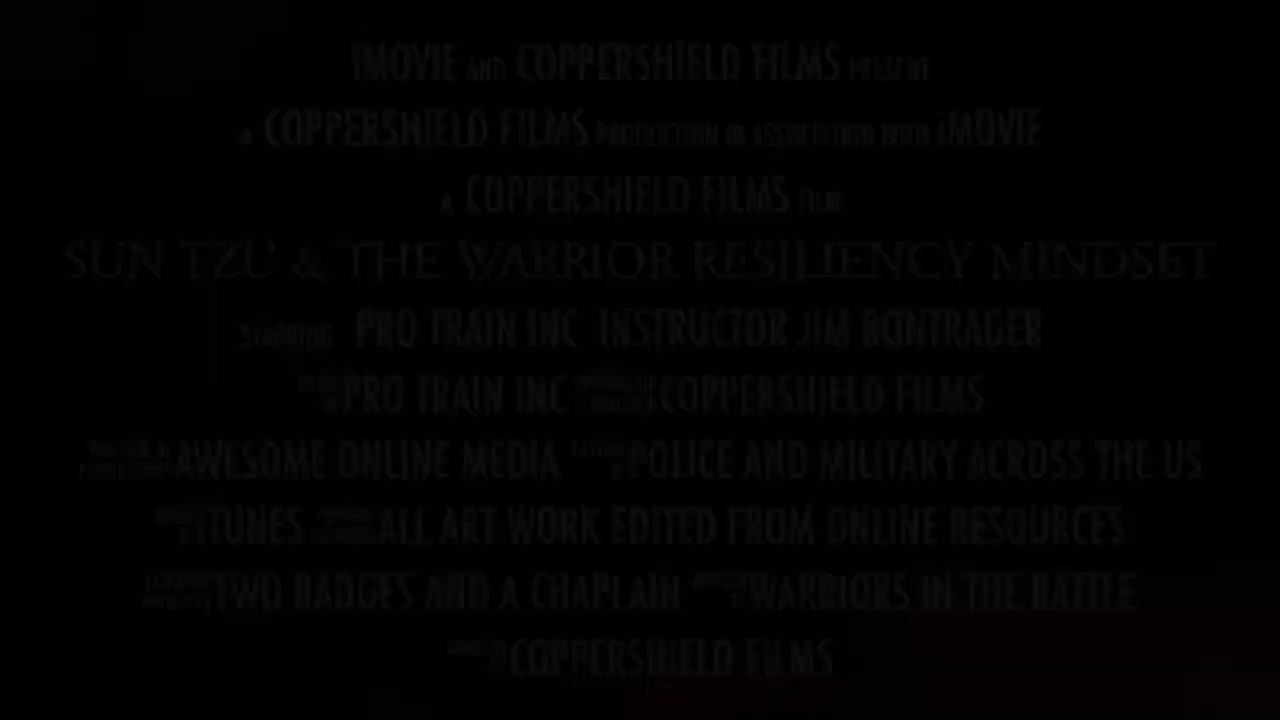 iMOVIE AND COPPERSHIELD FILMS PRESENT
A COPPERSHIELD FILMS PRODUCTION IN ASSOCIATION WITH iMOVIE
A COPPERSHIELD FILMS FILM
SUN TZU & THE WARRIOR RESILIENCY MINDSET
STARRING PRO TRAIN INC INSTRUCTOR JIM BONTRAGER
PRO TRAIN INC COPPERSHIELD FILMS
AWESOME ONLINE MEDIA POLICE AND MILITARY ACROSS THE US
ITUNES ALL ART WORK EDITED FROM ONLINE RESOURCES
TWO BADGES AND A CHAPLAIN WARRIORS IN THE BATTLE
COPPERSHIELD FILMS